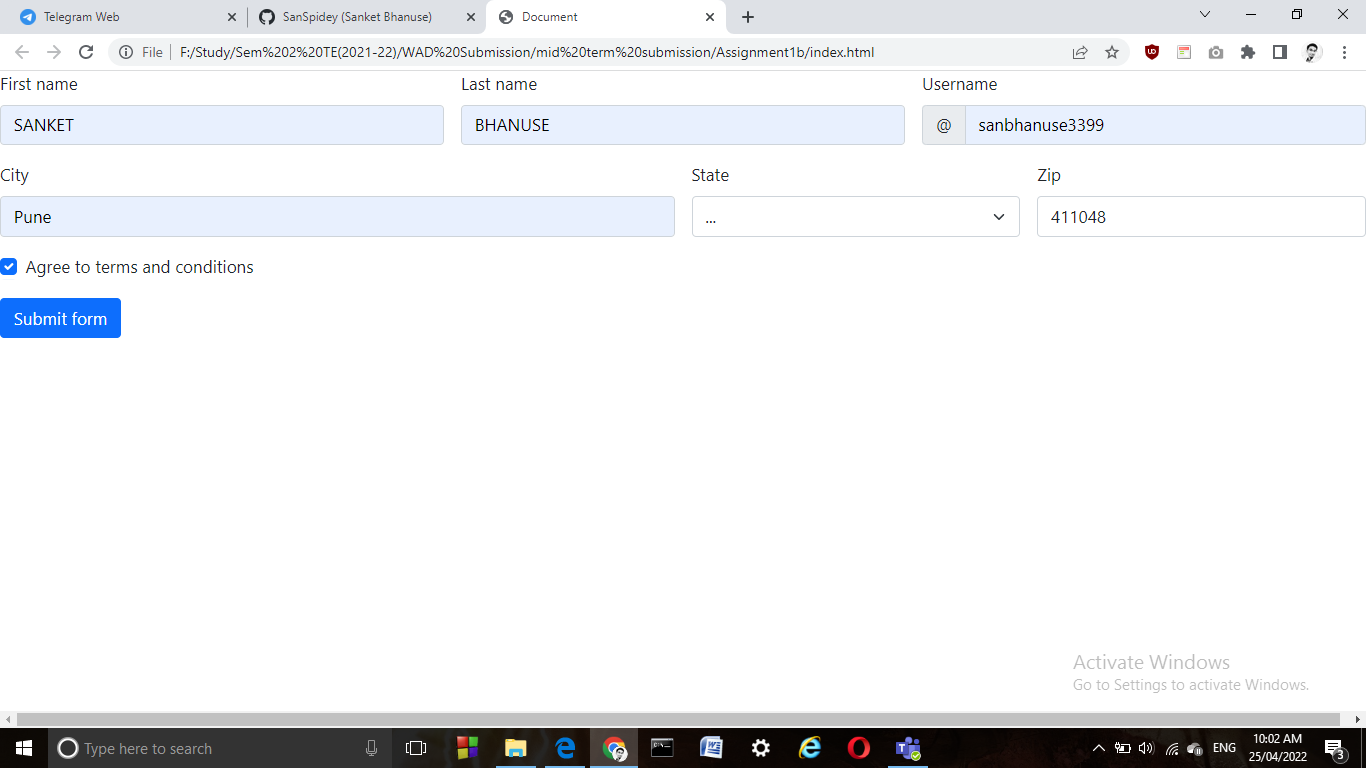 Telegram Web
SanSpidey (Sanket Bhanuse)
Document
File
F:/Study/Sem%202%20TE(2021-22)/WAD%20Submission/mid%20term%20submission/Assignment1b/index.html
First name
Last name
Username
SANKET
BHANUSE
@
sanbhanuse3399
City
State
Zip
Pune
...
411048
Agree to terms and conditions
Submit form
Activate Windows
Go to Settings to activate Windows.
Type here to search
ENG
10:02 AM
25/04/2022
3